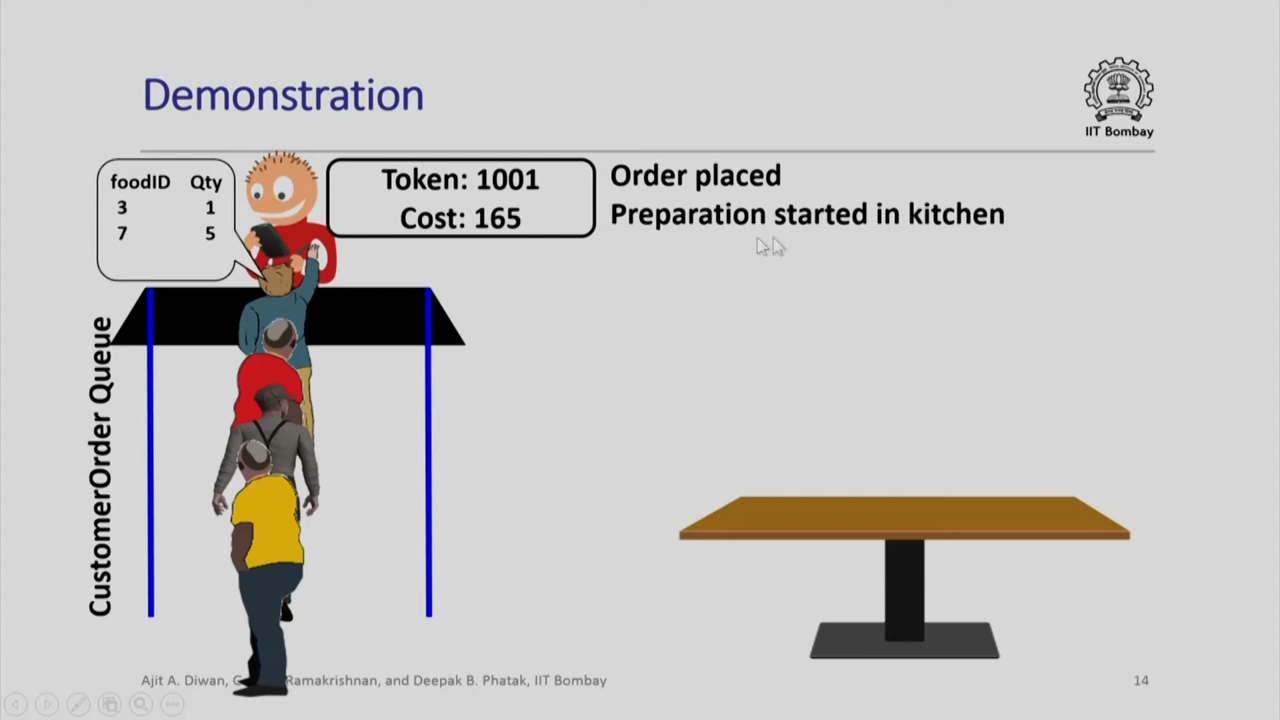 Demonstration
IIT Bombay
foodID Qty
3 1
7 5
Token: 1001
Cost: 165
Order placed
Preparation started in kitchen
CustomerOrder Queue
Ajit A. Diwan, G Ramakrishnan, and Deepak B. Phatak, IIT Bombay
14